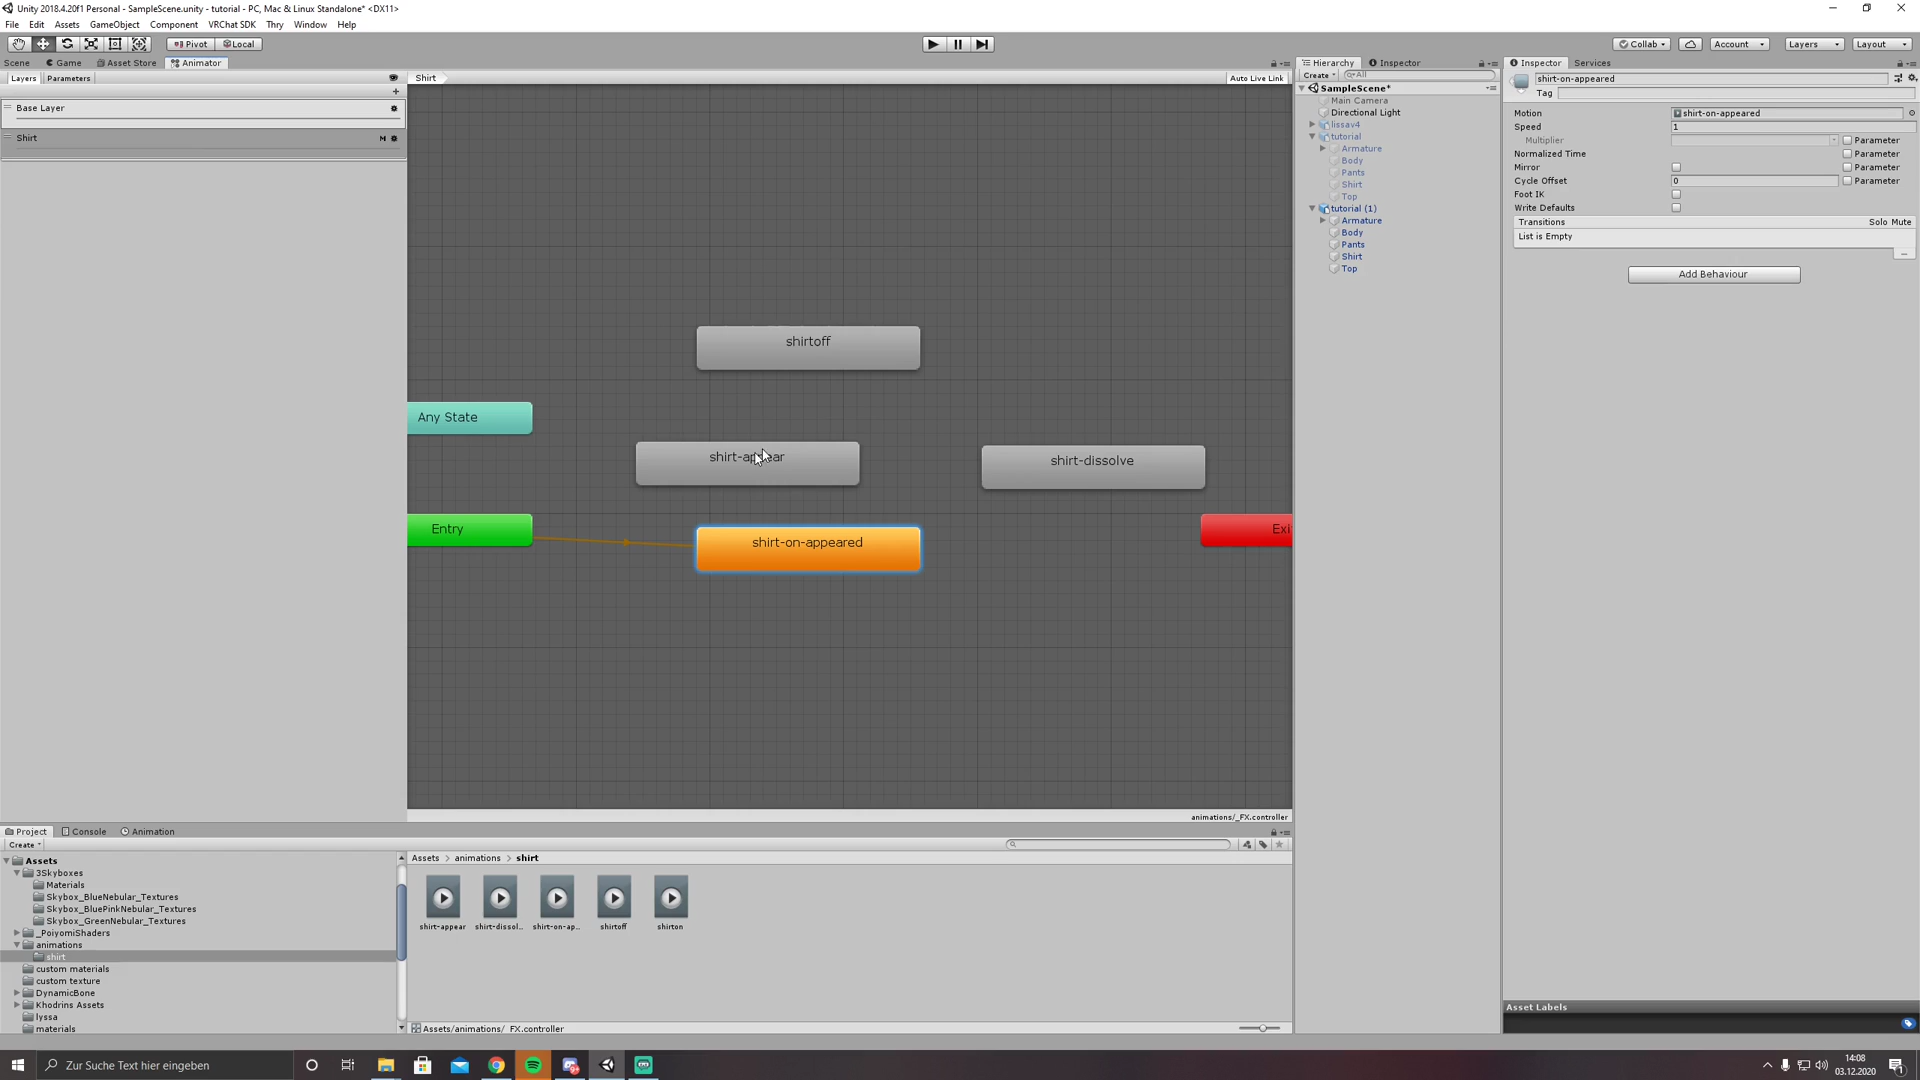 Unity 2018.4.20f1 Personal - SampleScene.unity - tutorial - PC, Mac & Linux Standalone* <DX11>
File Edit Assets GameObject Component VRChat SDK Thry Window Help
Pivot Local Collab Account Layers Layout
Scene Game Asset Store Animator
Layers Parameters
Shirt
Auto Live Link
Base Layer
Shirt M
shirtoff
Any State
shirt-appear
shirt-dissolve
Entry
shirt-on-appeared
Exi
animations/_FX.controller
Hierarchy Inspector
Create All
SampleScene*
Main Camera
Directional Light
lissav4
tutorial
Armature
Body
Pants
Shirt
Top
tutorial (1)
Armature
Body
Pants
Shirt
Top
Inspector Services
shirt-on-appeared
Tag
Motion shirt-on-appeared
Speed 1
Multiplier Parameter
Normalized Time Parameter
Mirror Parameter
Cycle Offset 0 Parameter
Foot IK
Write Defaults
Transitions Solo Mute
List is Empty
Add Behaviour
Asset Labels
Project Console Animation
Create
Assets
3Skyboxes
Materials
Skybox_BlueNebular_Textures
Skybox_BluePinkNebular_Textures
Skybox_GreenNebular_Textures
_PoiyomiShaders
animations
shirt
custom materials
custom texture
DynamicBone
Khodrins Assets
lyssa
materials
Assets > animations > shirt
shirt-appear shirt-dissol... shirt-on-ap... shirtoff shirton
Assets/animations/_FX.controller
Zur Suche Text hier eingeben
14:08
03.12.2020